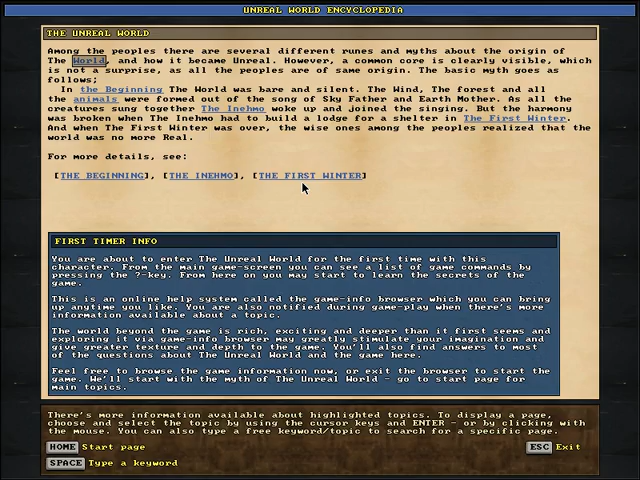 UNREAL WORLD ENCYCLOPEDIA
THE UNREAL WORLD
Among the peoples there are several different runes and myths about the origin of
The World, and how it became Unreal. However, a common core is clearly visible, which
is not a surprise, as all the peoples are of same origin. The basic myth goes as
follows;
In the Beginning The World was bare and silent. The Wind, The forest and all
the animals were formed out of the song of Sky Father and Earth Mother. As all the
creatures sung together The Inehmo woke up and joined the singing. But the harmony
was broken when The Inehmo had to build a lodge for a shelter in The First Winter.
And when The First Winter was over, the wise ones among the peoples realized that the
world was no more Real.
For more details, see:
[THE BEGINNING], [THE INEHMO], [THE FIRST WINTER]
FIRST TIMER INFO
You are about to enter The Unreal World for the first time with this
character. From the main game-screen you can see a list of game commands by
pressing the ?-key. From here on you may start to learn the secrets of the
game.
This is an online help system called the game-info browser which you can bring
up anytime you like. You are also notified during game-play when there's more
information available about a topic.
The world beyond the game is rich, exciting and deeper than it first seems and
exploring it via game-info browser may greatly stimulate your imagination and
give greater texture and depth to the game. You'll also find answers to most
of the questions about The Unreal World and the game here.
Feel free to browse the game information now, or exit the browser to start the
game. We'll start with the myth of The Unreal World - go to start page for
main topics.
There's more information available about highlighted topics. To display a page,
choose and select the topic by using the cursor keys and ENTER - or by clicking with
the mouse. You can also type a free keyword/topic to search for a specific page.
HOME Start page ESC Exit
SPACE Type a keyword